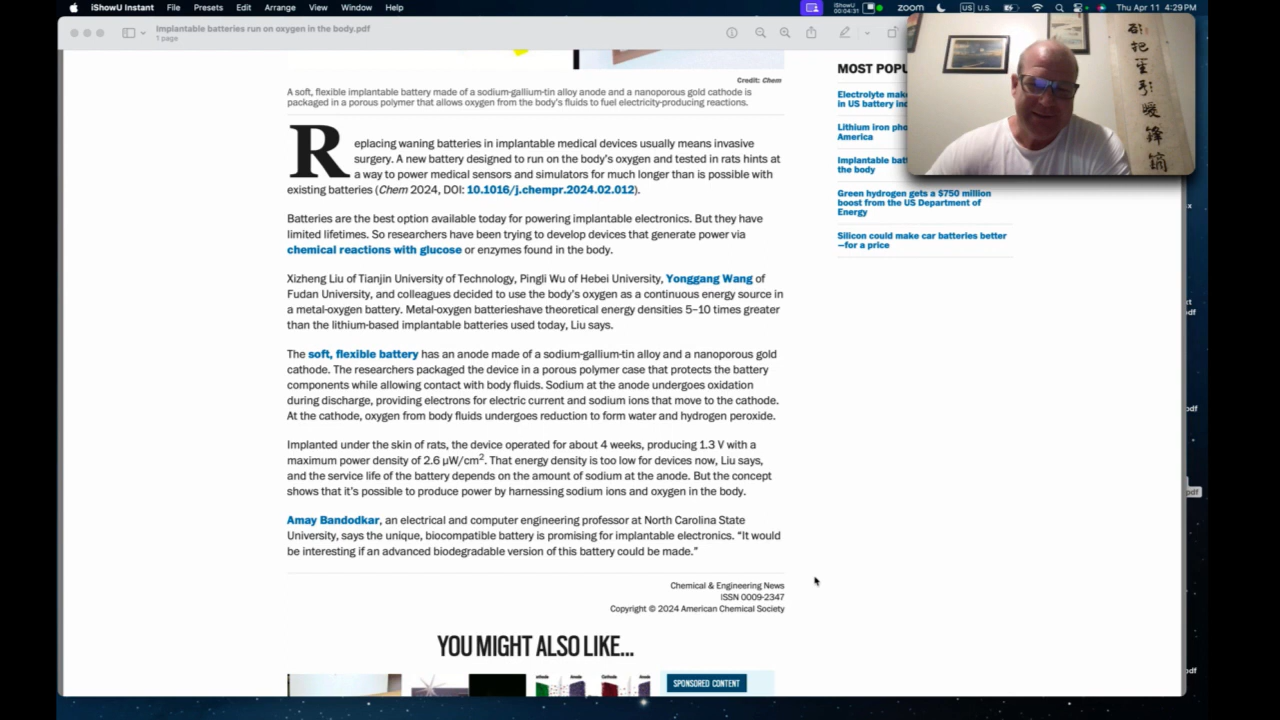 iShowU Instant File Presets Edit Arrange View Window Help
iShowU
00:04:31
zoom
US U.S.
Thu Apr 11 4:29 PM
Implantable batteries run on oxygen in the body.pdf
1 page
Credit: Chem
A soft, flexible implantable battery made of a sodium-gallium-tin alloy anode and a nanoporous gold cathode is
packaged in a porous polymer that allows oxygen from the body's fluids to fuel electricity-producing reactions.
Replacing waning batteries in implantable medical devices usually means invasive
surgery. A new battery designed to run on the body's oxygen and tested in rats hints at
a way to power medical sensors and simulators for much longer than is possible with
existing batteries (Chem 2024, DOI: 10.1016/j.chempr.2024.02.012).
Batteries are the best option available today for powering implantable electronics. But they have
limited lifetimes. So researchers have been trying to develop devices that generate power via
chemical reactions with glucose or enzymes found in the body.
Xizheng Liu of Tianjin University of Technology, Pingli Wu of Hebei University, Yonggang Wang of
Fudan University, and colleagues decided to use the body's oxygen as a continuous energy source in
a metal-oxygen battery. Metal-oxygen batterieshave theoretical energy densities 5–10 times greater
than the lithium-based implantable batteries used today, Liu says.
The soft, flexible battery has an anode made of a sodium-gallium-tin alloy and a nanoporous gold
cathode. The researchers packaged the device in a porous polymer case that protects the battery
components while allowing contact with body fluids. Sodium at the anode undergoes oxidation
during discharge, providing electrons for electric current and sodium ions that move to the cathode.
At the cathode, oxygen from body fluids undergoes reduction to form water and hydrogen peroxide.
Implanted under the skin of rats, the device operated for about 4 weeks, producing 1.3 V with a
maximum power density of 2.6 µW/cm². That energy density is too low for devices now, Liu says,
and the service life of the battery depends on the amount of sodium at the anode. But the concept
shows that it's possible to produce power by harnessing sodium ions and oxygen in the body.
Amay Bandodkar, an electrical and computer engineering professor at North Carolina State
University, says the unique, biocompatible battery is promising for implantable electronics. “It would
be interesting if an advanced biodegradable version of this battery could be made.”
Chemical & Engineering News
ISSN 0009-2347
Copyright © 2024 American Chemical Society
YOU MIGHT ALSO LIKE...
SPONSORED CONTENT
MOST POPU
Electrolyte make
in US battery in
Lithium iron pho
America
Implantable bat
the body
Green hydrogen gets a $750 million
boost from the US Department of
Energy
Silicon could make car batteries better
—for a price